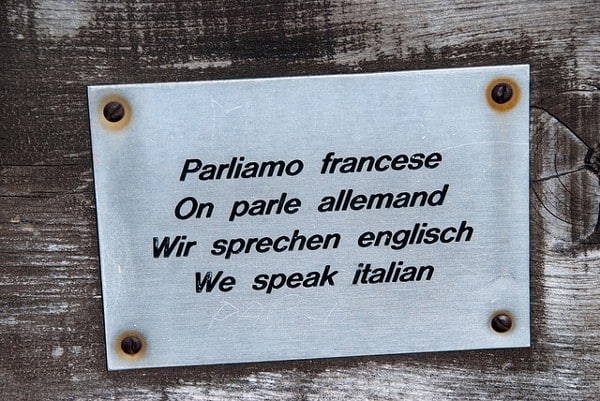 Parliamo francese
On parle allemand
Wir sprechen englisch
We speak italian